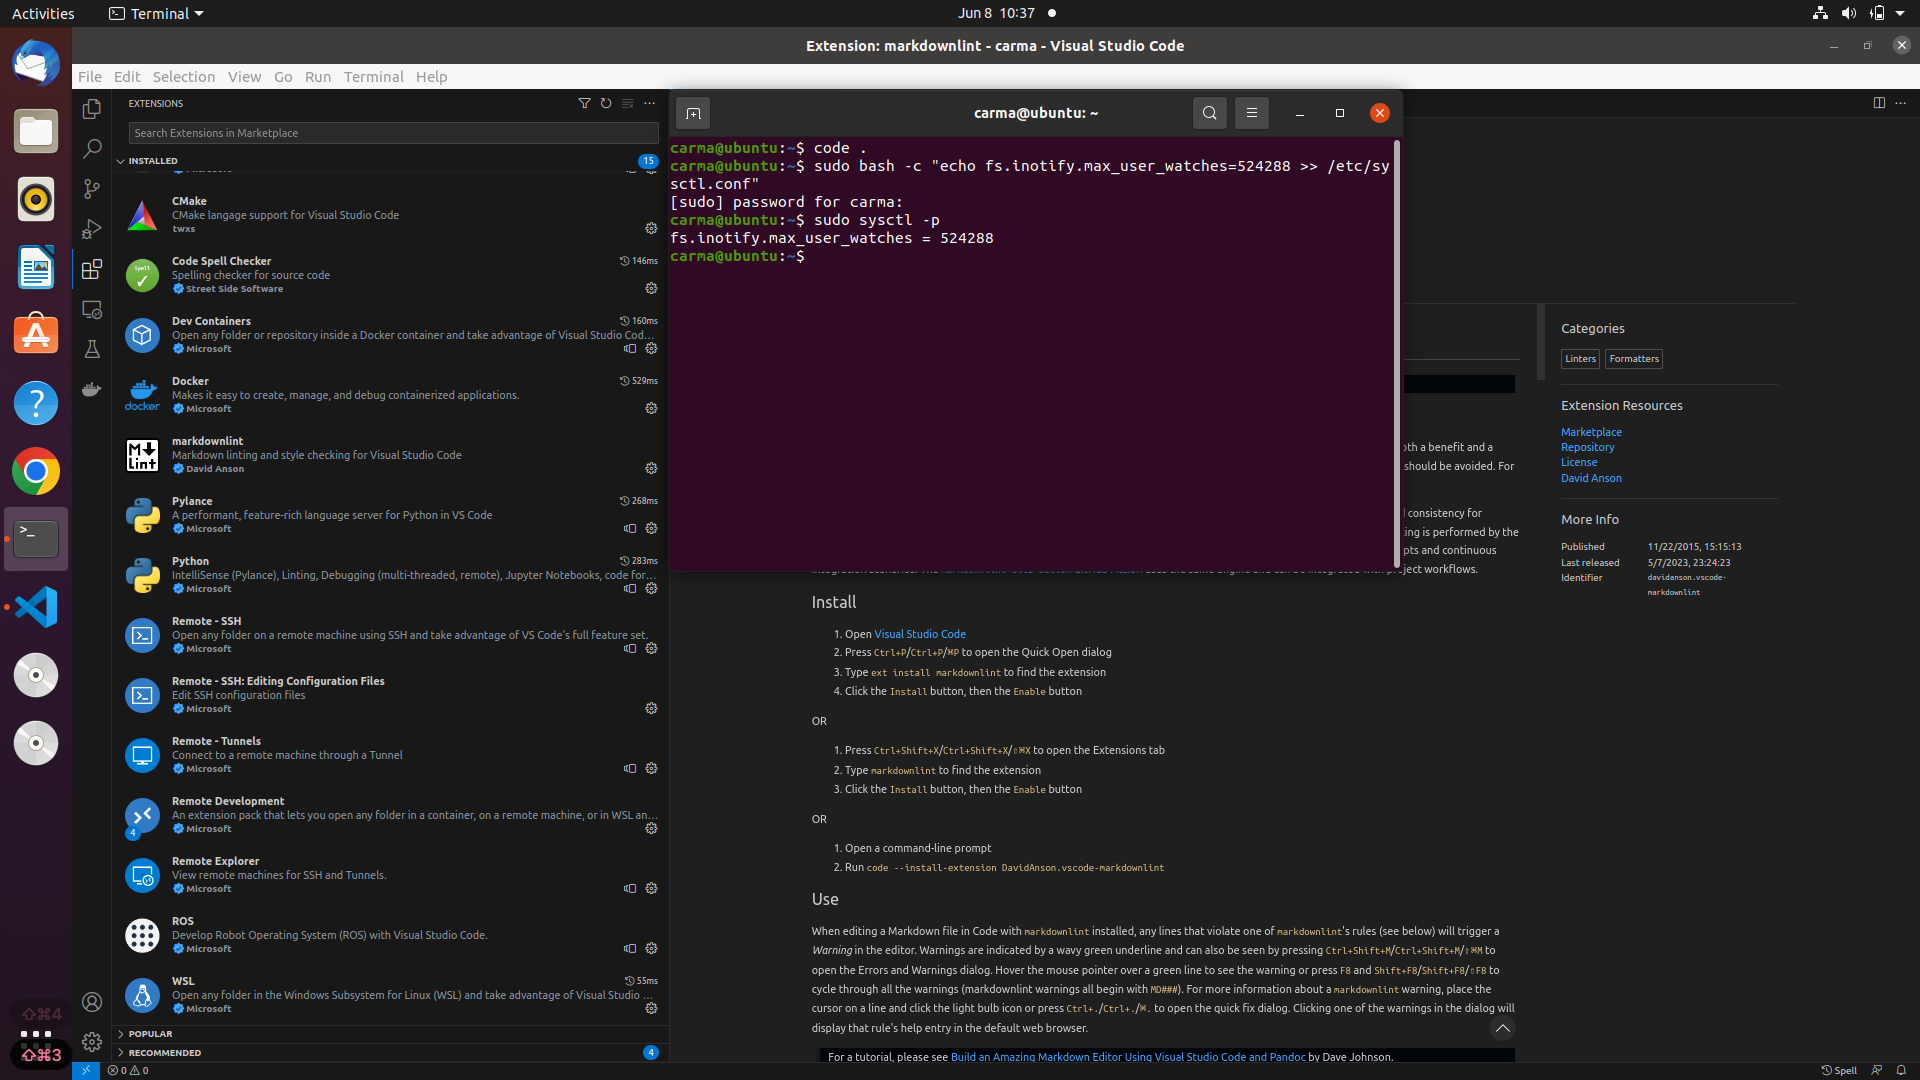 Activities
Terminal
Jun 8 10:37
Extension: markdownlint - carma - Visual Studio Code
File Edit Selection View Go Run Terminal Help
EXTENSIONS
Search Extensions in Marketplace
INSTALLED
15
CMake
CMake langage support for Visual Studio Code
twxs
Code Spell Checker
146ms
Spelling checker for source code
Street Side Software
Dev Containers
160ms
Open any folder or repository inside a Docker container and take advantage of Visual Studio Cod...
Microsoft
Docker
529ms
Makes it easy to create, manage, and debug containerized applications.
Microsoft
markdownlint
Markdown linting and style checking for Visual Studio Code
David Anson
Pylance
268ms
A performant, feature-rich language server for Python in VS Code
Microsoft
Python
283ms
IntelliSense (Pylance), Linting, Debugging (multi-threaded, remote), Jupyter Notebooks, code for...
Microsoft
Remote - SSH
Open any folder on a remote machine using SSH and take advantage of VS Code's full feature set.
Microsoft
Remote - SSH: Editing Configuration Files
Edit SSH configuration files
Microsoft
Remote - Tunnels
Connect to a remote machine through a Tunnel
Microsoft
Remote Development
An extension pack that lets you open any folder in a container, on a remote machine, or in WSL an...
4
Microsoft
Remote Explorer
View remote machines for SSH and Tunnels.
Microsoft
ROS
Develop Robot Operating System (ROS) with Visual Studio Code.
Microsoft
WSL
55ms
Open any folder in the Windows Subsystem for Linux (WSL) and take advantage of Visual Studio ...
Microsoft
POPULAR
RECOMMENDED
4
carma@ubuntu: ~
carma@ubuntu:~$ code .
carma@ubuntu:~$ sudo bash -c "echo fs.inotify.max_user_watches=524288 >> /etc/sy
sctl.conf"
[sudo] password for carma:
carma@ubuntu:~$ sudo sysctl -p
fs.inotify.max_user_watches = 524288
carma@ubuntu:~$
oth a benefit and a
should be avoided. For
consistency for
ing is performed by the
pts and continuous
ject workflows.
Install
1. Open Visual Studio Code
2. Press Ctrl+P/Ctrl+P/⌘P to open the Quick Open dialog
3. Type ext install markdownlint to find the extension
4. Click the Install button, then the Enable button
OR
1. Press Ctrl+Shift+X/Ctrl+Shift+X/⇧⌘X to open the Extensions tab
2. Type markdownlint to find the extension
3. Click the Install button, then the Enable button
OR
1. Open a command-line prompt
2. Run code --install-extension DavidAnson.vscode-markdownlint
Use
When editing a Markdown file in Code with markdownlint installed, any lines that violate one of markdownlint's rules (see below) will trigger a
Warning in the editor. Warnings are indicated by a wavy green underline and can also be seen by pressing Ctrl+Shift+M/Ctrl+Shift+M/⇧⌘M to
open the Errors and Warnings dialog. Hover the mouse pointer over a green line to see the warning or press F8 and Shift+F8/Shift+F8/⇧F8 to
cycle through all the warnings (markdownlint warnings all begin with MD###). For more information about a markdownlint warning, place the
cursor on a line and click the light bulb icon or press Ctrl+./Ctrl+./⌘. to open the quick fix dialog. Clicking one of the warnings in the dialog will
display that rule's help entry in the default web browser.
For a tutorial, please see Build an Amazing Markdown Editor Using Visual Studio Code and Pandoc by Dave Johnson.
Categories
Linters Formatters
Extension Resources
Marketplace
Repository
License
David Anson
More Info
Published 11/22/2015, 15:15:13
Last released 5/7/2023, 23:24:23
Identifier davidanson.vscode-
markdownlint
⇧⌘4
⇧⌘3
0 0
Spell